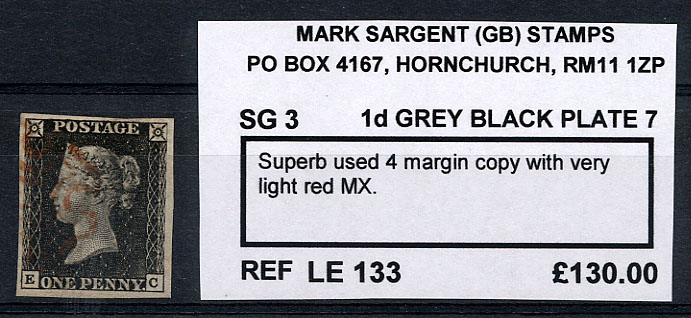 MARK SARGENT (GB) STAMPS
PO BOX 4167, HORNCHURCH, RM11 1ZP
SG 3 1d GREY BLACK PLATE 7
Superb used 4 margin copy with very
light red MX.
REF LE 133 £130.00
POSTAGE
E ONE PENNY. C